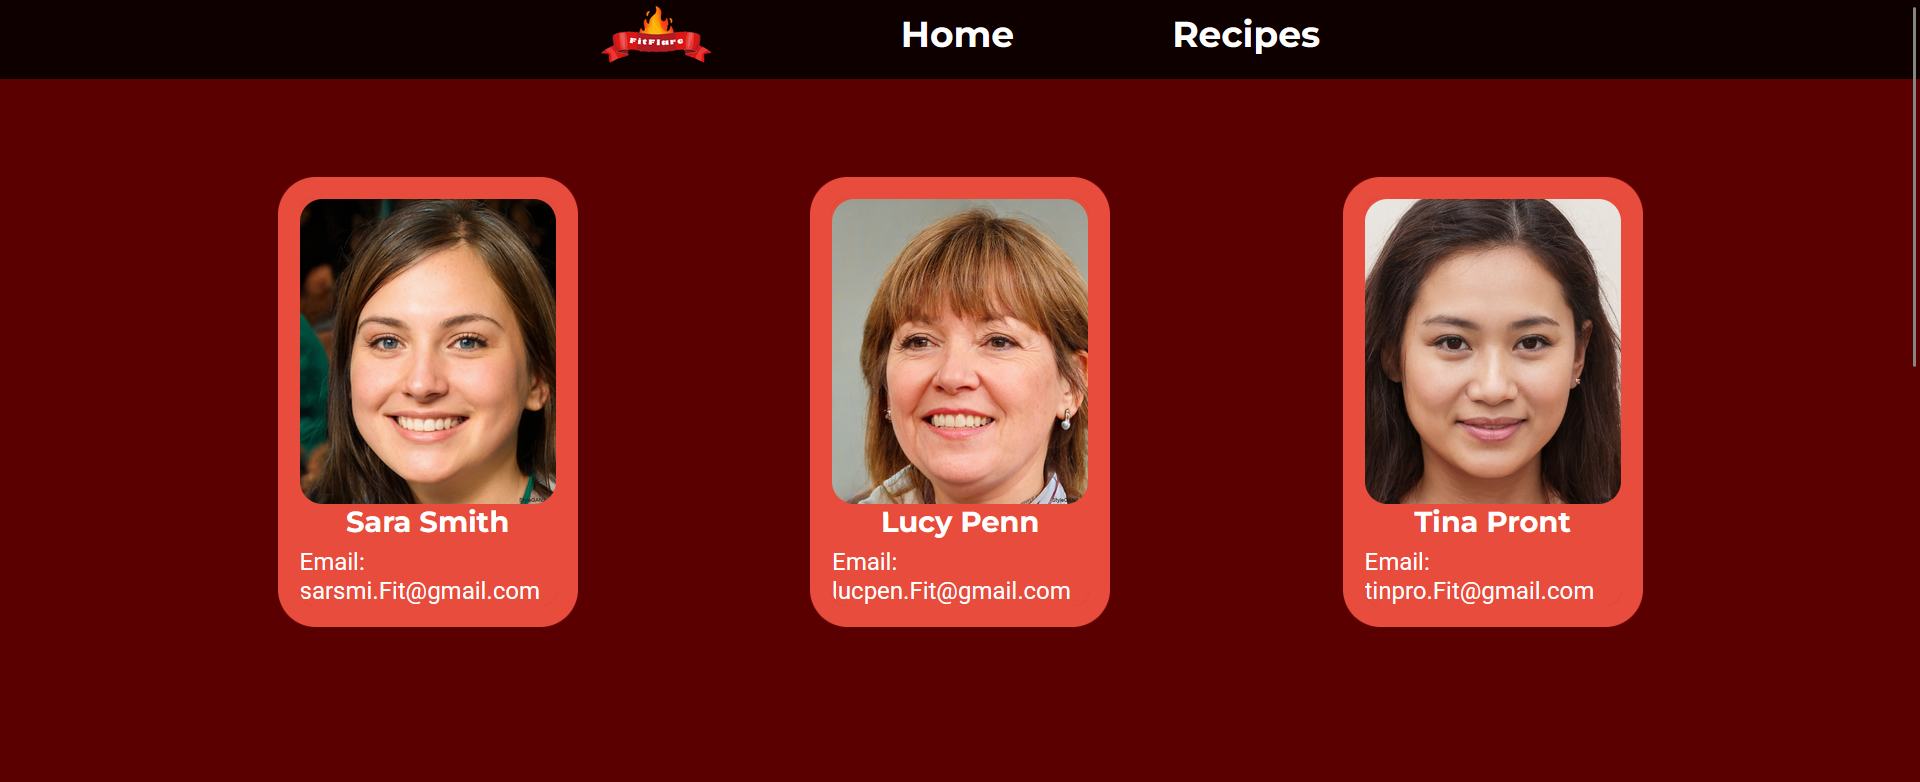 FitFlare
Home
Recipes
Sara Smith
Email:
sarsmi.Fit@gmail.com
Lucy Penn
Email:
lucpen.Fit@gmail.com
Tina Pront
Email:
tinpro.Fit@gmail.com